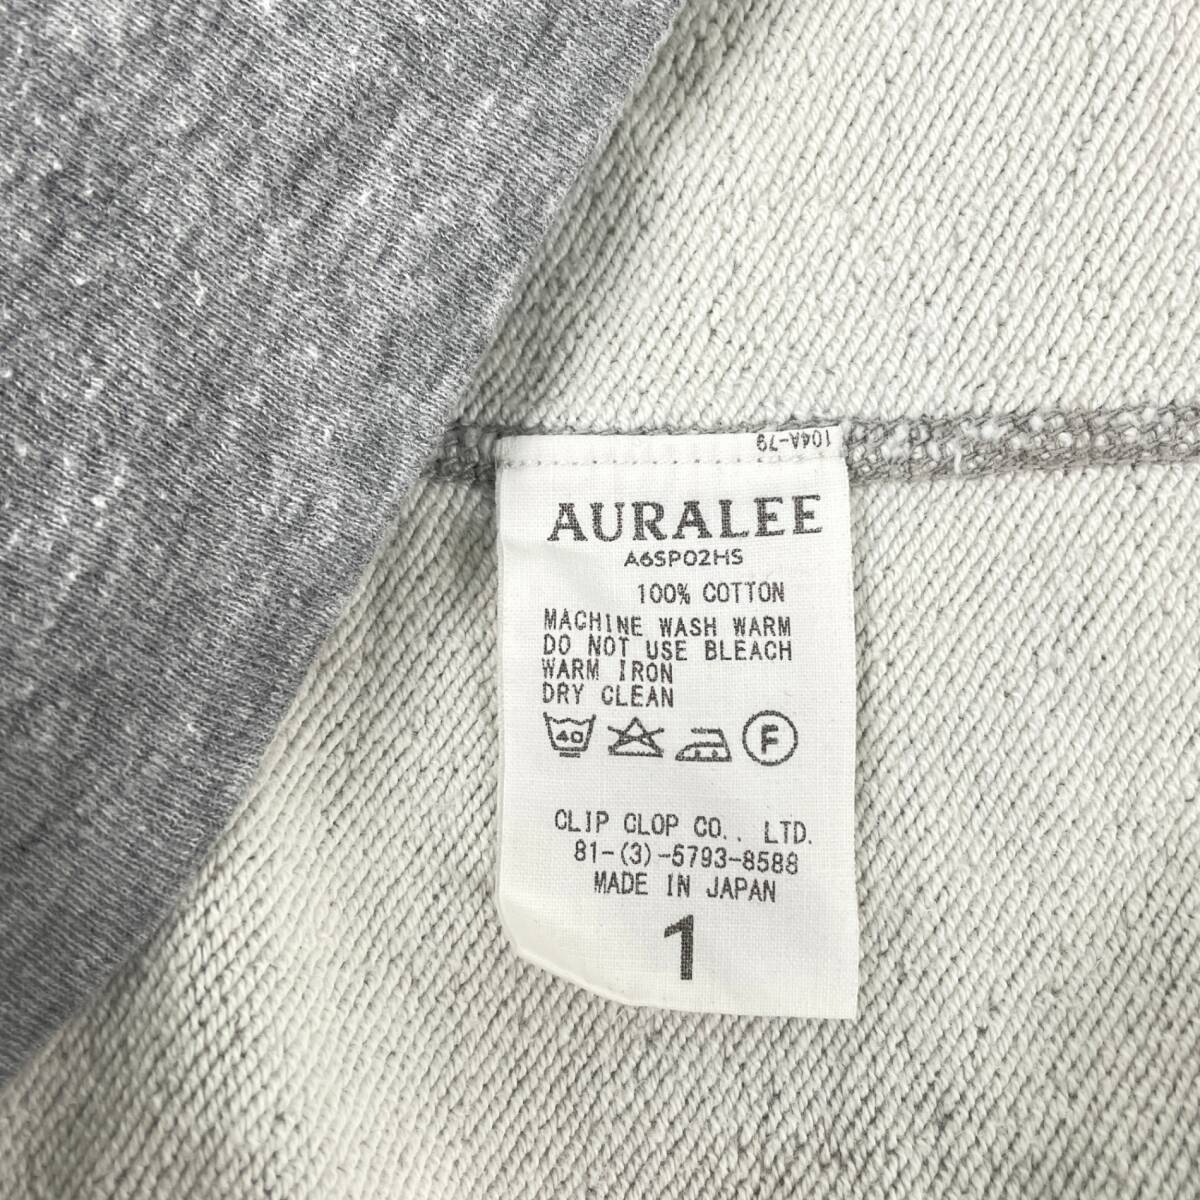 104A-79
AURALEE
A6SP02HS
100% COTTON
MACHINE WASH WARM
DO NOT USE BLEACH
WARM IRON
DRY CLEAN
40 F
CLIP CLOP CO., LTD.
81-(3)-5793-8588
MADE IN JAPAN
1